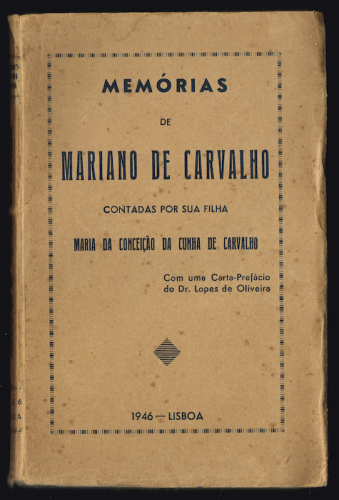 MEMÓRIAS
DE
MARIANO DE CARVALHO
CONTADAS POR SUA FILHA
MARIA DA CONCEIÇÃO DA CUNHA DE CARVALHO
Com uma Carta-Prefácio
do Dr. Lopes de Oliveira
1946 — LISBOA